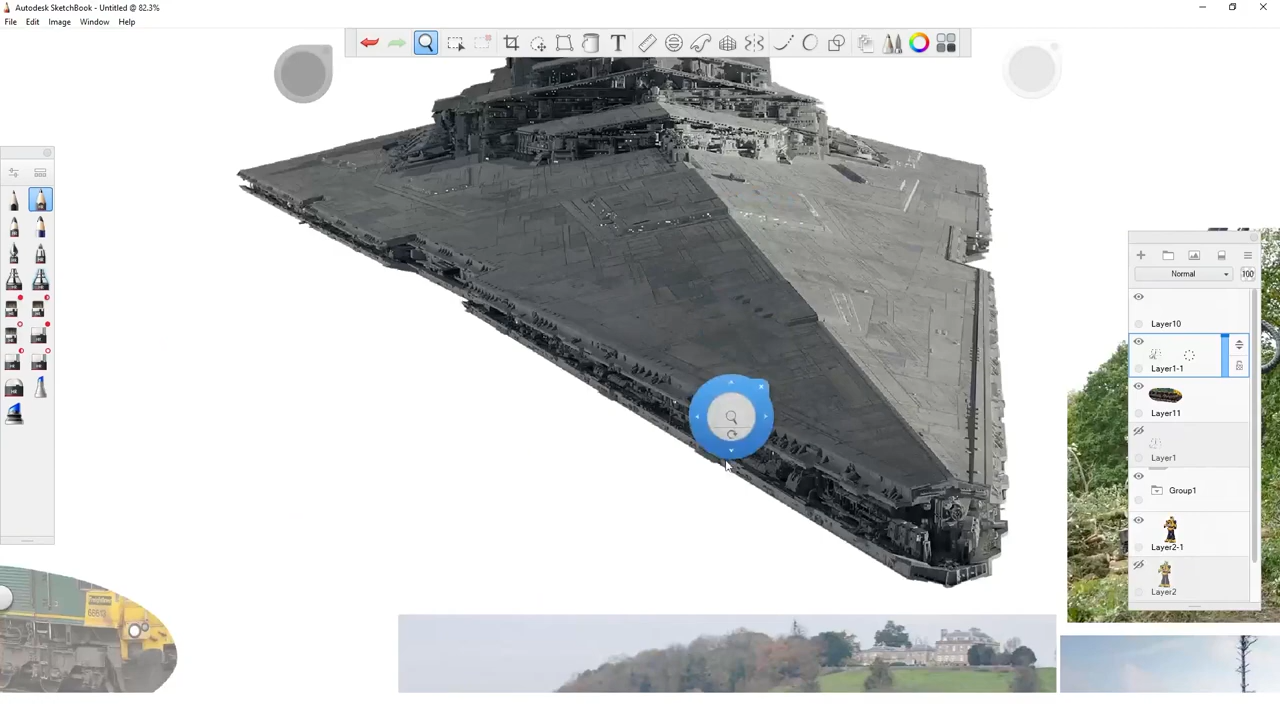 Autodesk SketchBook - Untitled @ 82.3%
File Edit Image Window Help
T
Normal
100
Layer10
Layer1-1
Layer11
Layer1
Group1
Layer2-1
Layer2